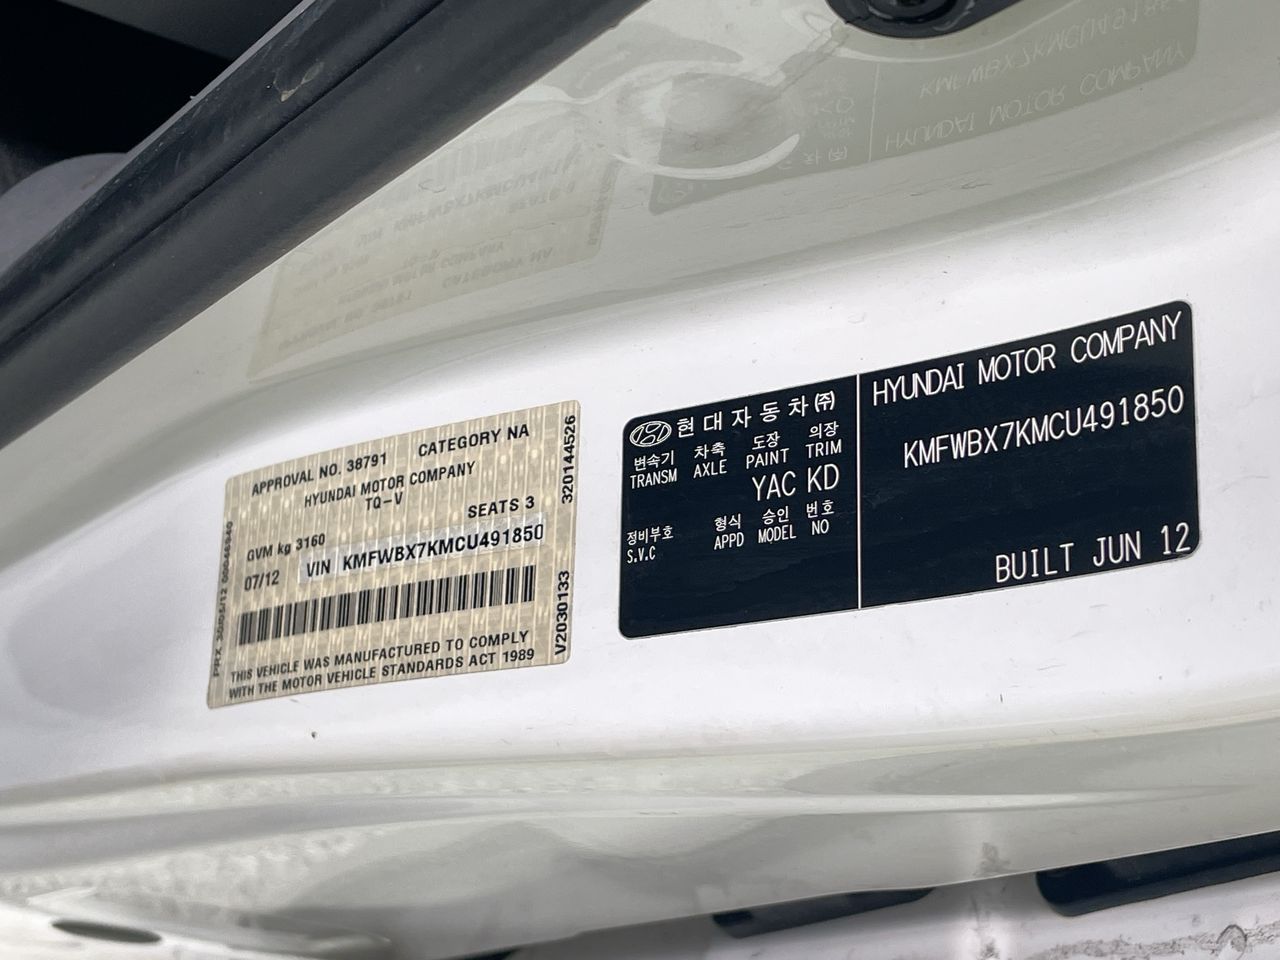 APPROVAL NO. 38791 CATEGORY NA
HYUNDAI MOTOR COMPANY
TQ-V
SEATS 3
GVM kg 3160
07/12 VIN KMFWBX7KMCU491850
THIS VEHICLE WAS MANUFACTURED TO COMPLY
WITH THE MOTOR VEHICLE STANDARDS ACT 1989
320144526
V2030133
현대자동차㈜
변속기 차축 도장 의장
TRANSM AXLE PAINT TRIM
YAC KD
정비부호 형식 승인 번호
S.V.C APPD MODEL NO
HYUNDAI MOTOR COMPANY
KMFWBX7KMCU491850
BUILT JUN 12